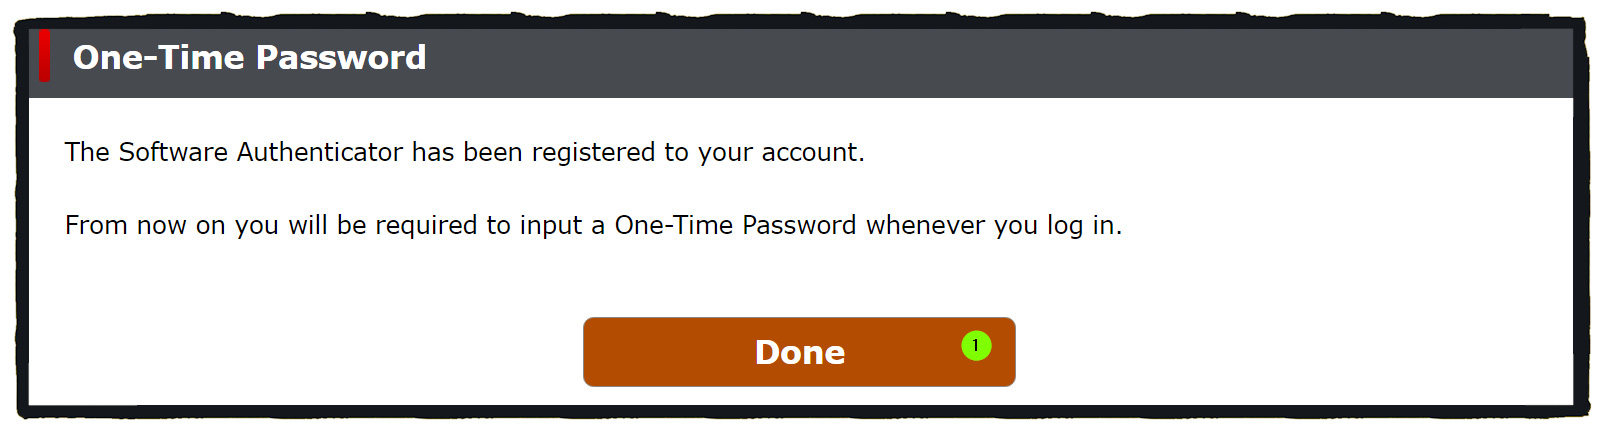 One-Time Password
The Software Authenticator has been registered to your account.
From now on you will be required to input a One-Time Password whenever you log in.
Done
1